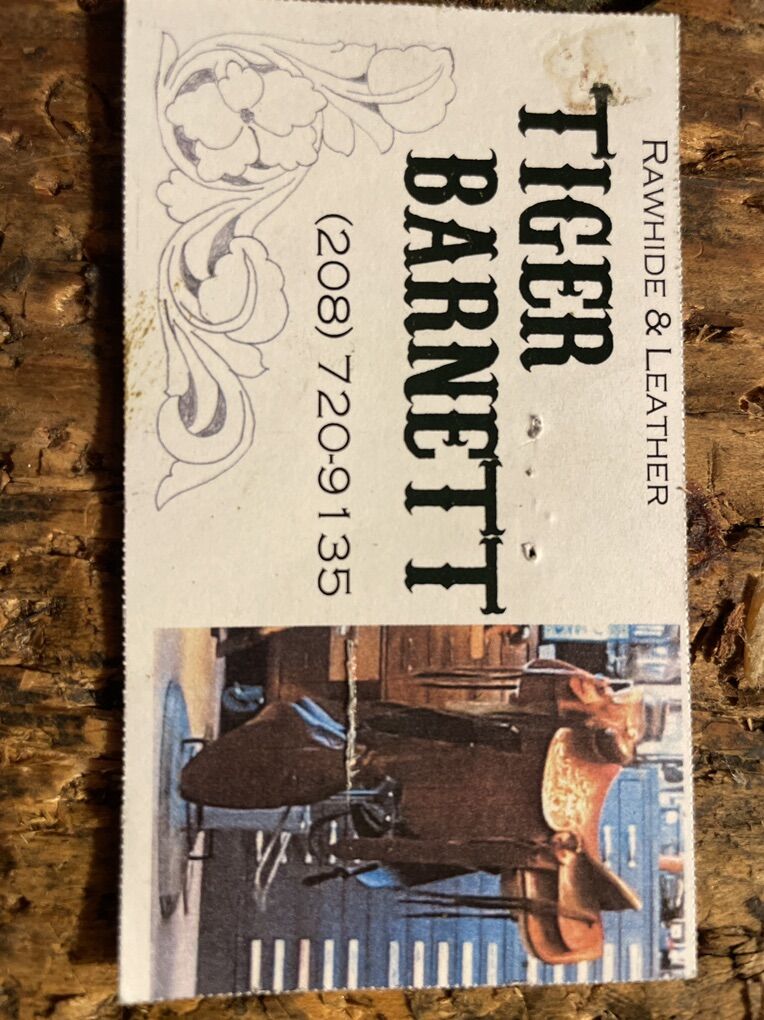 RAWHIDE & LEATHER
TIGER
BARNETT
(208) 720-9135